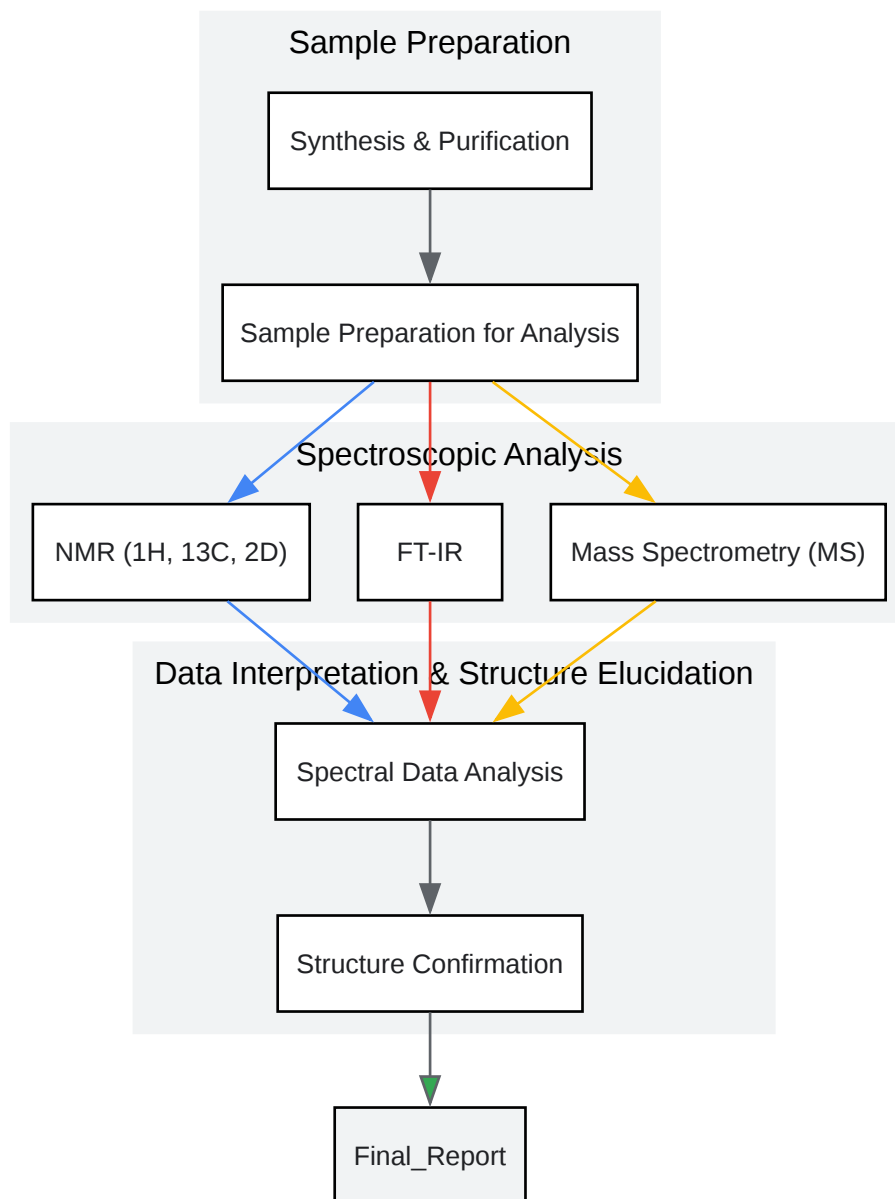 Sample Preparation
Synthesis & Purification
Sample Preparation for Analysis
Spectroscopic Analysis
NMR (1H, 13C, 2D)
FT-IR
Mass Spectrometry (MS)
Data Interpretation & Structure Elucidation
Spectral Data Analysis
Structure Confirmation
Final_Report